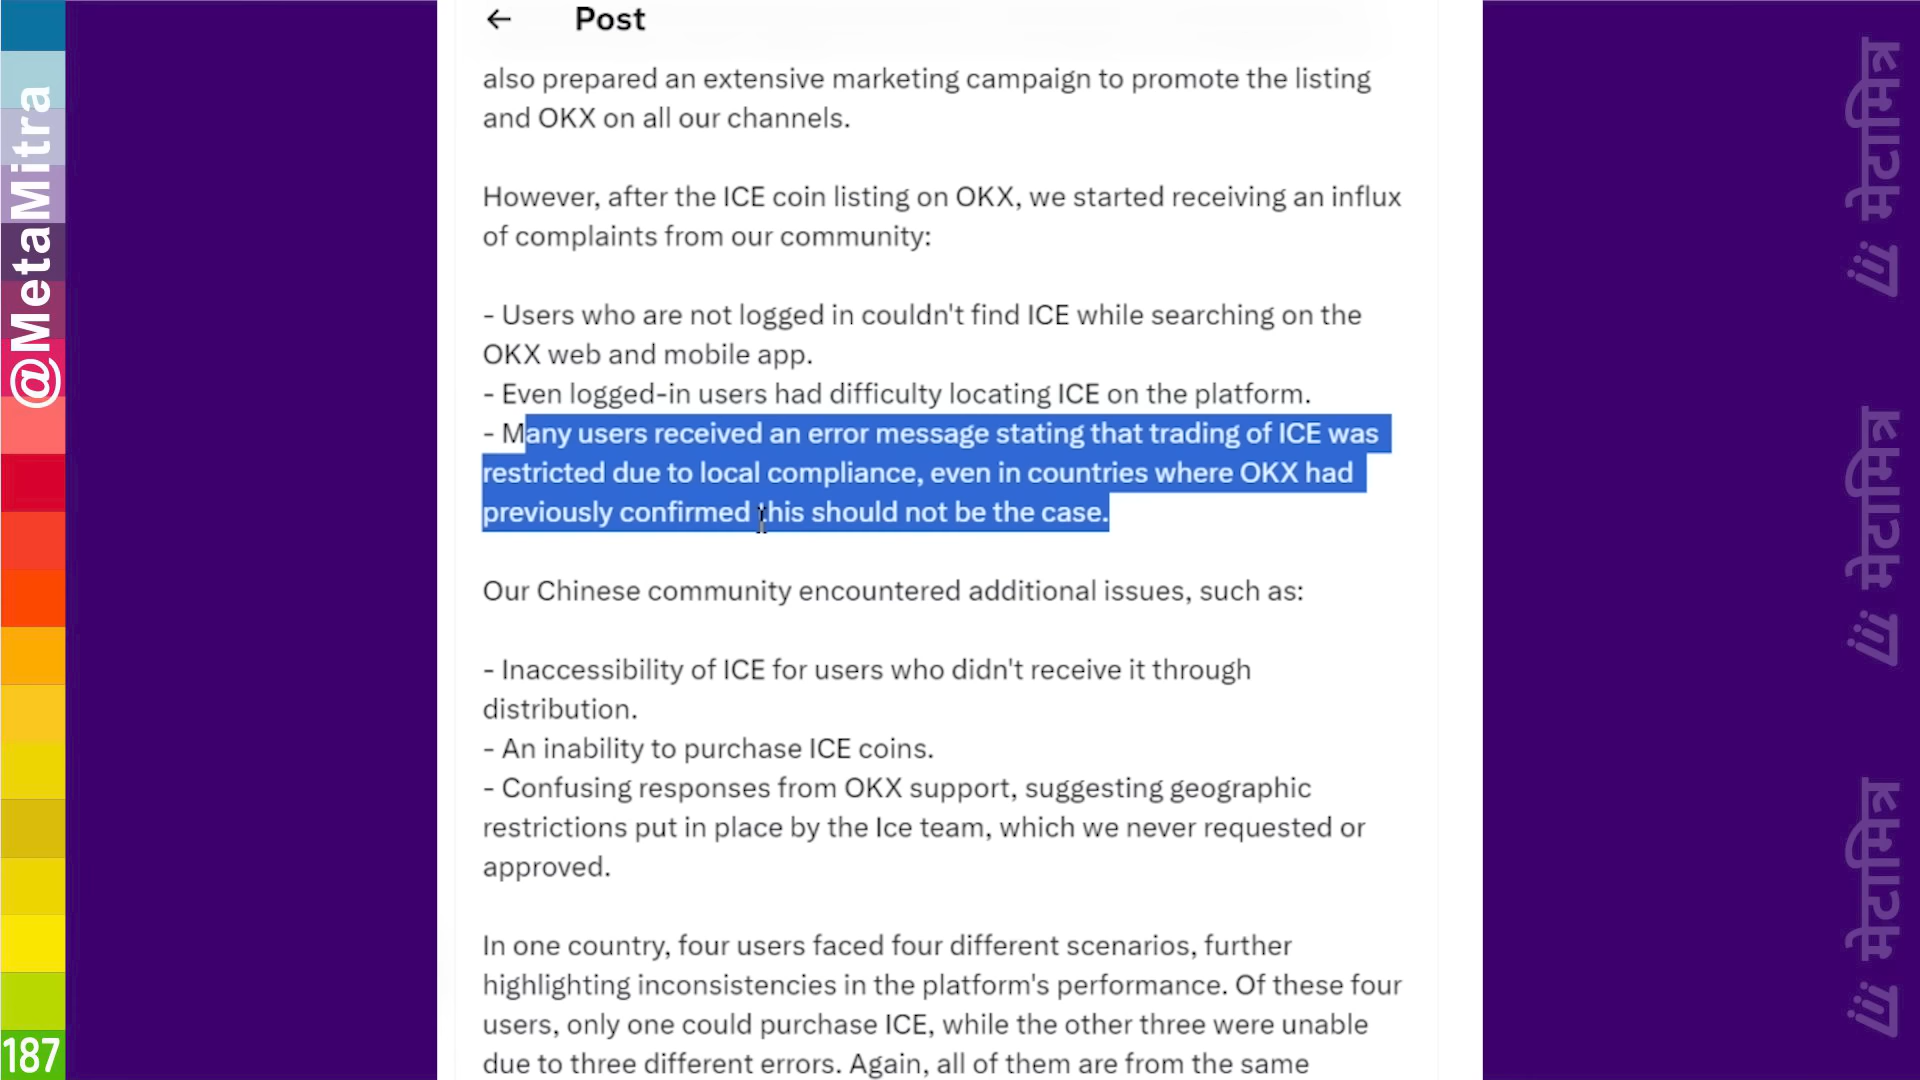 Post
also prepared an extensive marketing campaign to promote the listing
and OKX on all our channels.
However, after the ICE coin listing on OKX, we started receiving an influx
of complaints from our community:
- Users who are not logged in couldn't find ICE while searching on the
OKX web and mobile app.
- Even logged-in users had difficulty locating ICE on the platform.
- Many users received an error message stating that trading of ICE was
restricted due to local compliance, even in countries where OKX had
previously confirmed this should not be the case.
Our Chinese community encountered additional issues, such as:
- Inaccessibility of ICE for users who didn't receive it through
distribution.
- An inability to purchase ICE coins.
- Confusing responses from OKX support, suggesting geographic
restrictions put in place by the Ice team, which we never requested or
approved.
In one country, four users faced four different scenarios, further
highlighting inconsistencies in the platform's performance. Of these four
users, only one could purchase ICE, while the other three were unable
due to three different errors. Again, all of them are from the same
@MetaMitra
187
मेटामित्र
मेटामित्र
मेटामित्र